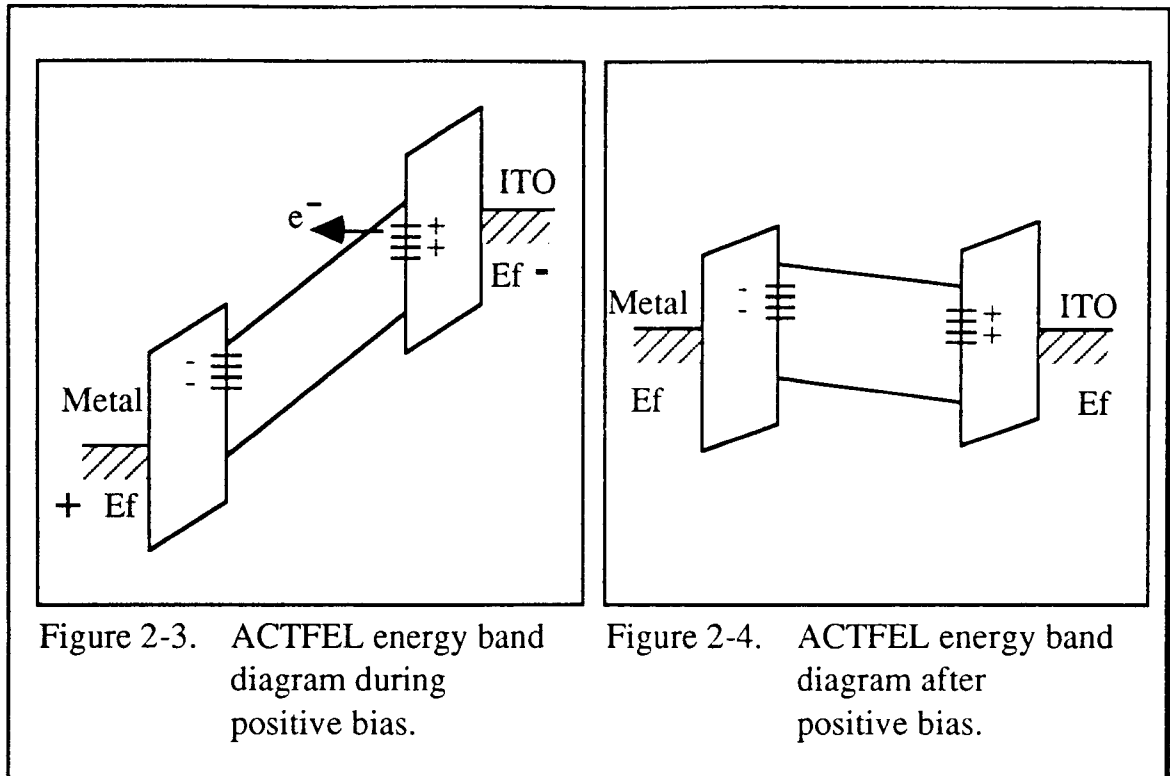 ITO
e-
+
+
Ef -
-
-
Metal
+ Ef
Figure 2-3. ACTFEL energy band
diagram during
positive bias.
Metal
-
-
Ef
+
+
ITO
Ef
Figure 2-4. ACTFEL energy band
diagram after
positive bias.